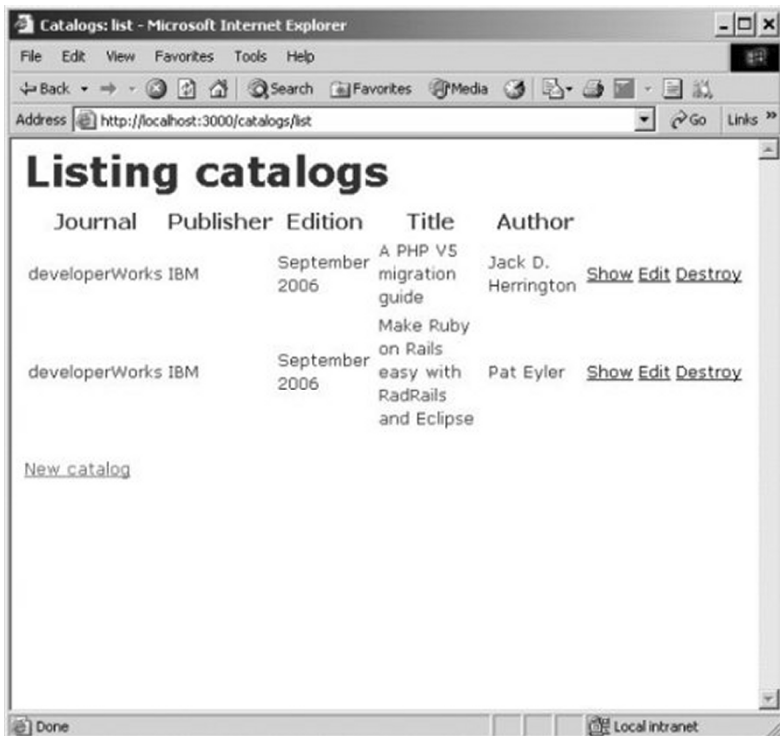 Catalogs: list - Microsoft Internet Explorer
File Edit View Favorites Tools Help
Back Search Favorites Media
Address http://localhost:3000/catalogs/list Go Links »
Listing catalogs
Journal Publisher Edition Title Author
developerWorks IBM September 2006 A PHP V5 migration guide Jack D. Herrington Show Edit Destroy
developerWorks IBM September 2006 Make Ruby on Rails easy with RadRails and Eclipse Pat Eyler Show Edit Destroy
New catalog
Done Local intranet